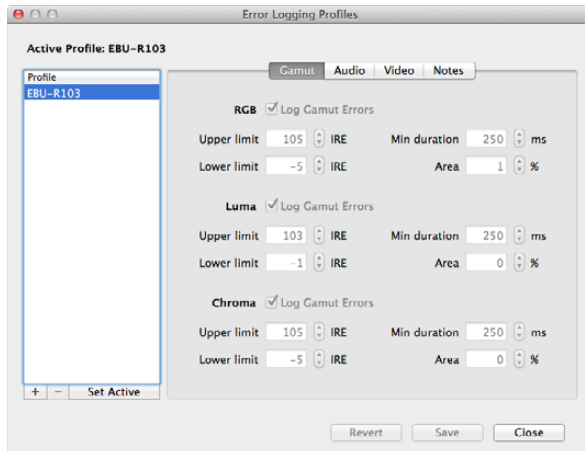 Error Logging Profiles
Active Profile: EBU-R103
Profile
EBU-R103
+ − Set Active
Gamut Audio Video Notes
RGB Log Gamut Errors
Upper limit 105 IRE Min duration 250 ms
Lower limit -5 IRE Area 1 %
Luma Log Gamut Errors
Upper limit 103 IRE Min duration 250 ms
Lower limit -1 IRE Area 0 %
Chroma Log Gamut Errors
Upper limit 105 IRE Min duration 250 ms
Lower limit -5 IRE Area 0 %
Revert Save Close